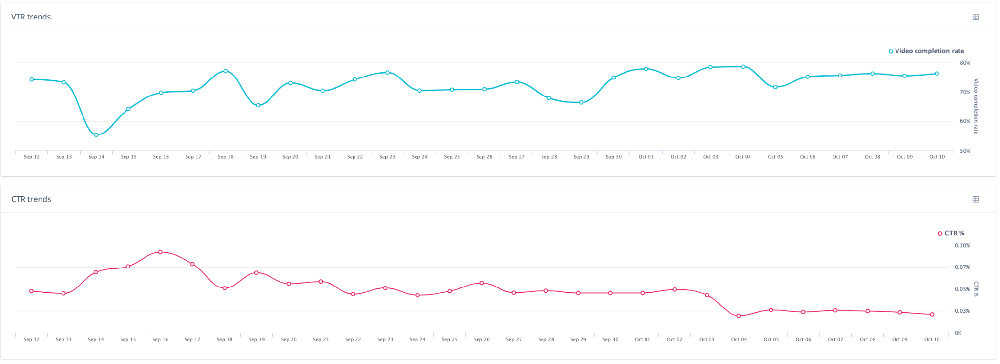 VTR trends
Video completion rate
80%
70%
60%
50%
Video completion rate
Sep 12 Sep 13 Sep 14 Sep 15 Sep 16 Sep 17 Sep 18 Sep 19 Sep 20 Sep 21 Sep 22 Sep 23 Sep 24 Sep 25 Sep 26 Sep 27 Sep 28 Sep 29 Sep 30 Oct 01 Oct 02 Oct 03 Oct 04 Oct 05 Oct 06 Oct 07 Oct 08 Oct 09 Oct 10
CTR trends
CTR %
0.10%
0.07%
0.05%
0.03%
0%
CTR %
Sep 12 Sep 13 Sep 14 Sep 15 Sep 16 Sep 17 Sep 18 Sep 19 Sep 20 Sep 21 Sep 22 Sep 23 Sep 24 Sep 25 Sep 26 Sep 27 Sep 28 Sep 29 Sep 30 Oct 01 Oct 02 Oct 03 Oct 04 Oct 05 Oct 06 Oct 07 Oct 08 Oct 09 Oct 10